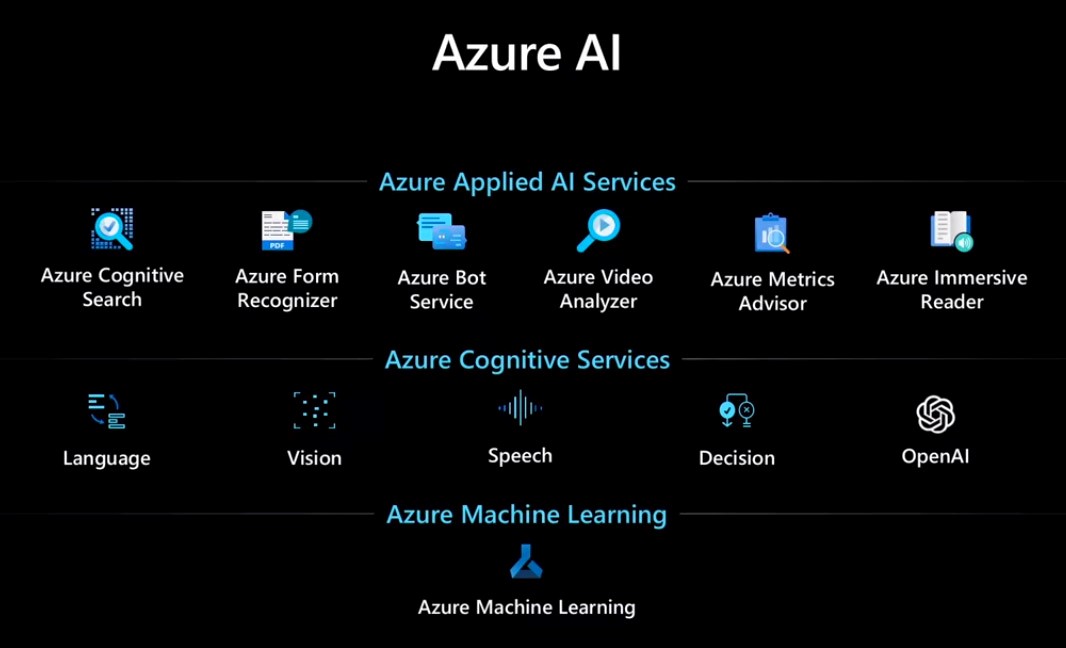 Azure AI
Azure Applied AI Services
Azure Cognitive
Search
Azure Form
Recognizer
PDF
Azure Bot
Service
Azure Video
Analyzer
Azure Metrics
Advisor
Azure Immersive
Reader
Azure Cognitive Services
Language
Vision
Speech
Decision
OpenAI
Azure Machine Learning
Azure Machine Learning